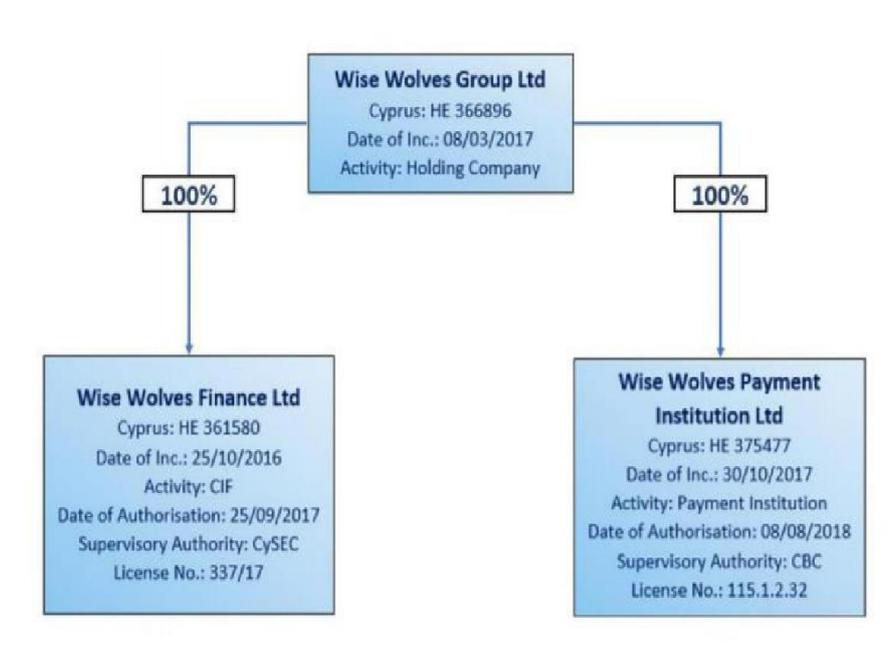 Wise Wolves Group Ltd
Cyprus: HE 366896
Date of Inc.: 08/03/2017
Activity: Holding Company
100%
100%
Wise Wolves Finance Ltd
Cyprus: HE 361580
Date of Inc.: 25/10/2016
Activity: CIF
Date of Authorisation: 25/09/2017
Supervisory Authority: CySEC
License No.: 337/17
Wise Wolves Payment
Institution Ltd
Cyprus: HE 375477
Date of Inc.: 30/10/2017
Activity: Payment Institution
Date of Authorisation: 08/08/2018
Supervisory Authority: CBC
License No.: 115.1.2.32